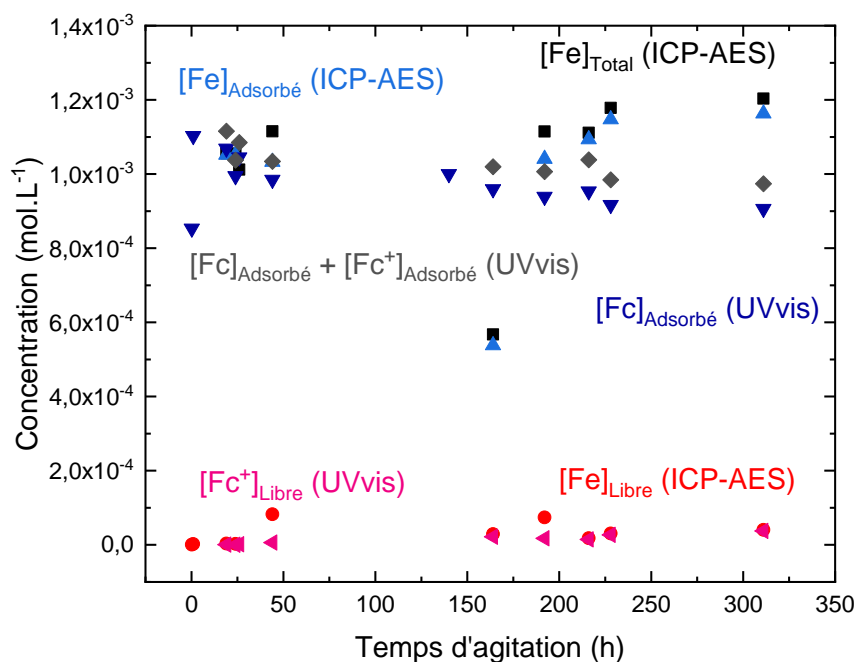 1,4x10⁻³
1,2x10⁻³
1,0x10⁻³
8,0x10⁻⁴
6,0x10⁻⁴
4,0x10⁻⁴
2,0x10⁻⁴
0,0
Concentration (mol.L⁻¹)
[Fe]Total (ICP-AES)
[Fe]Adsorbé (ICP-AES)
[Fc]Adsorbé + [Fc⁺]Adsorbé (UVvis)
[Fc]Adsorbé (UVvis)
[Fc⁺]Libre (UVvis)
[Fe]Libre (ICP-AES)
0 50 100 150 200 250 300 350
Temps d'agitation (h)